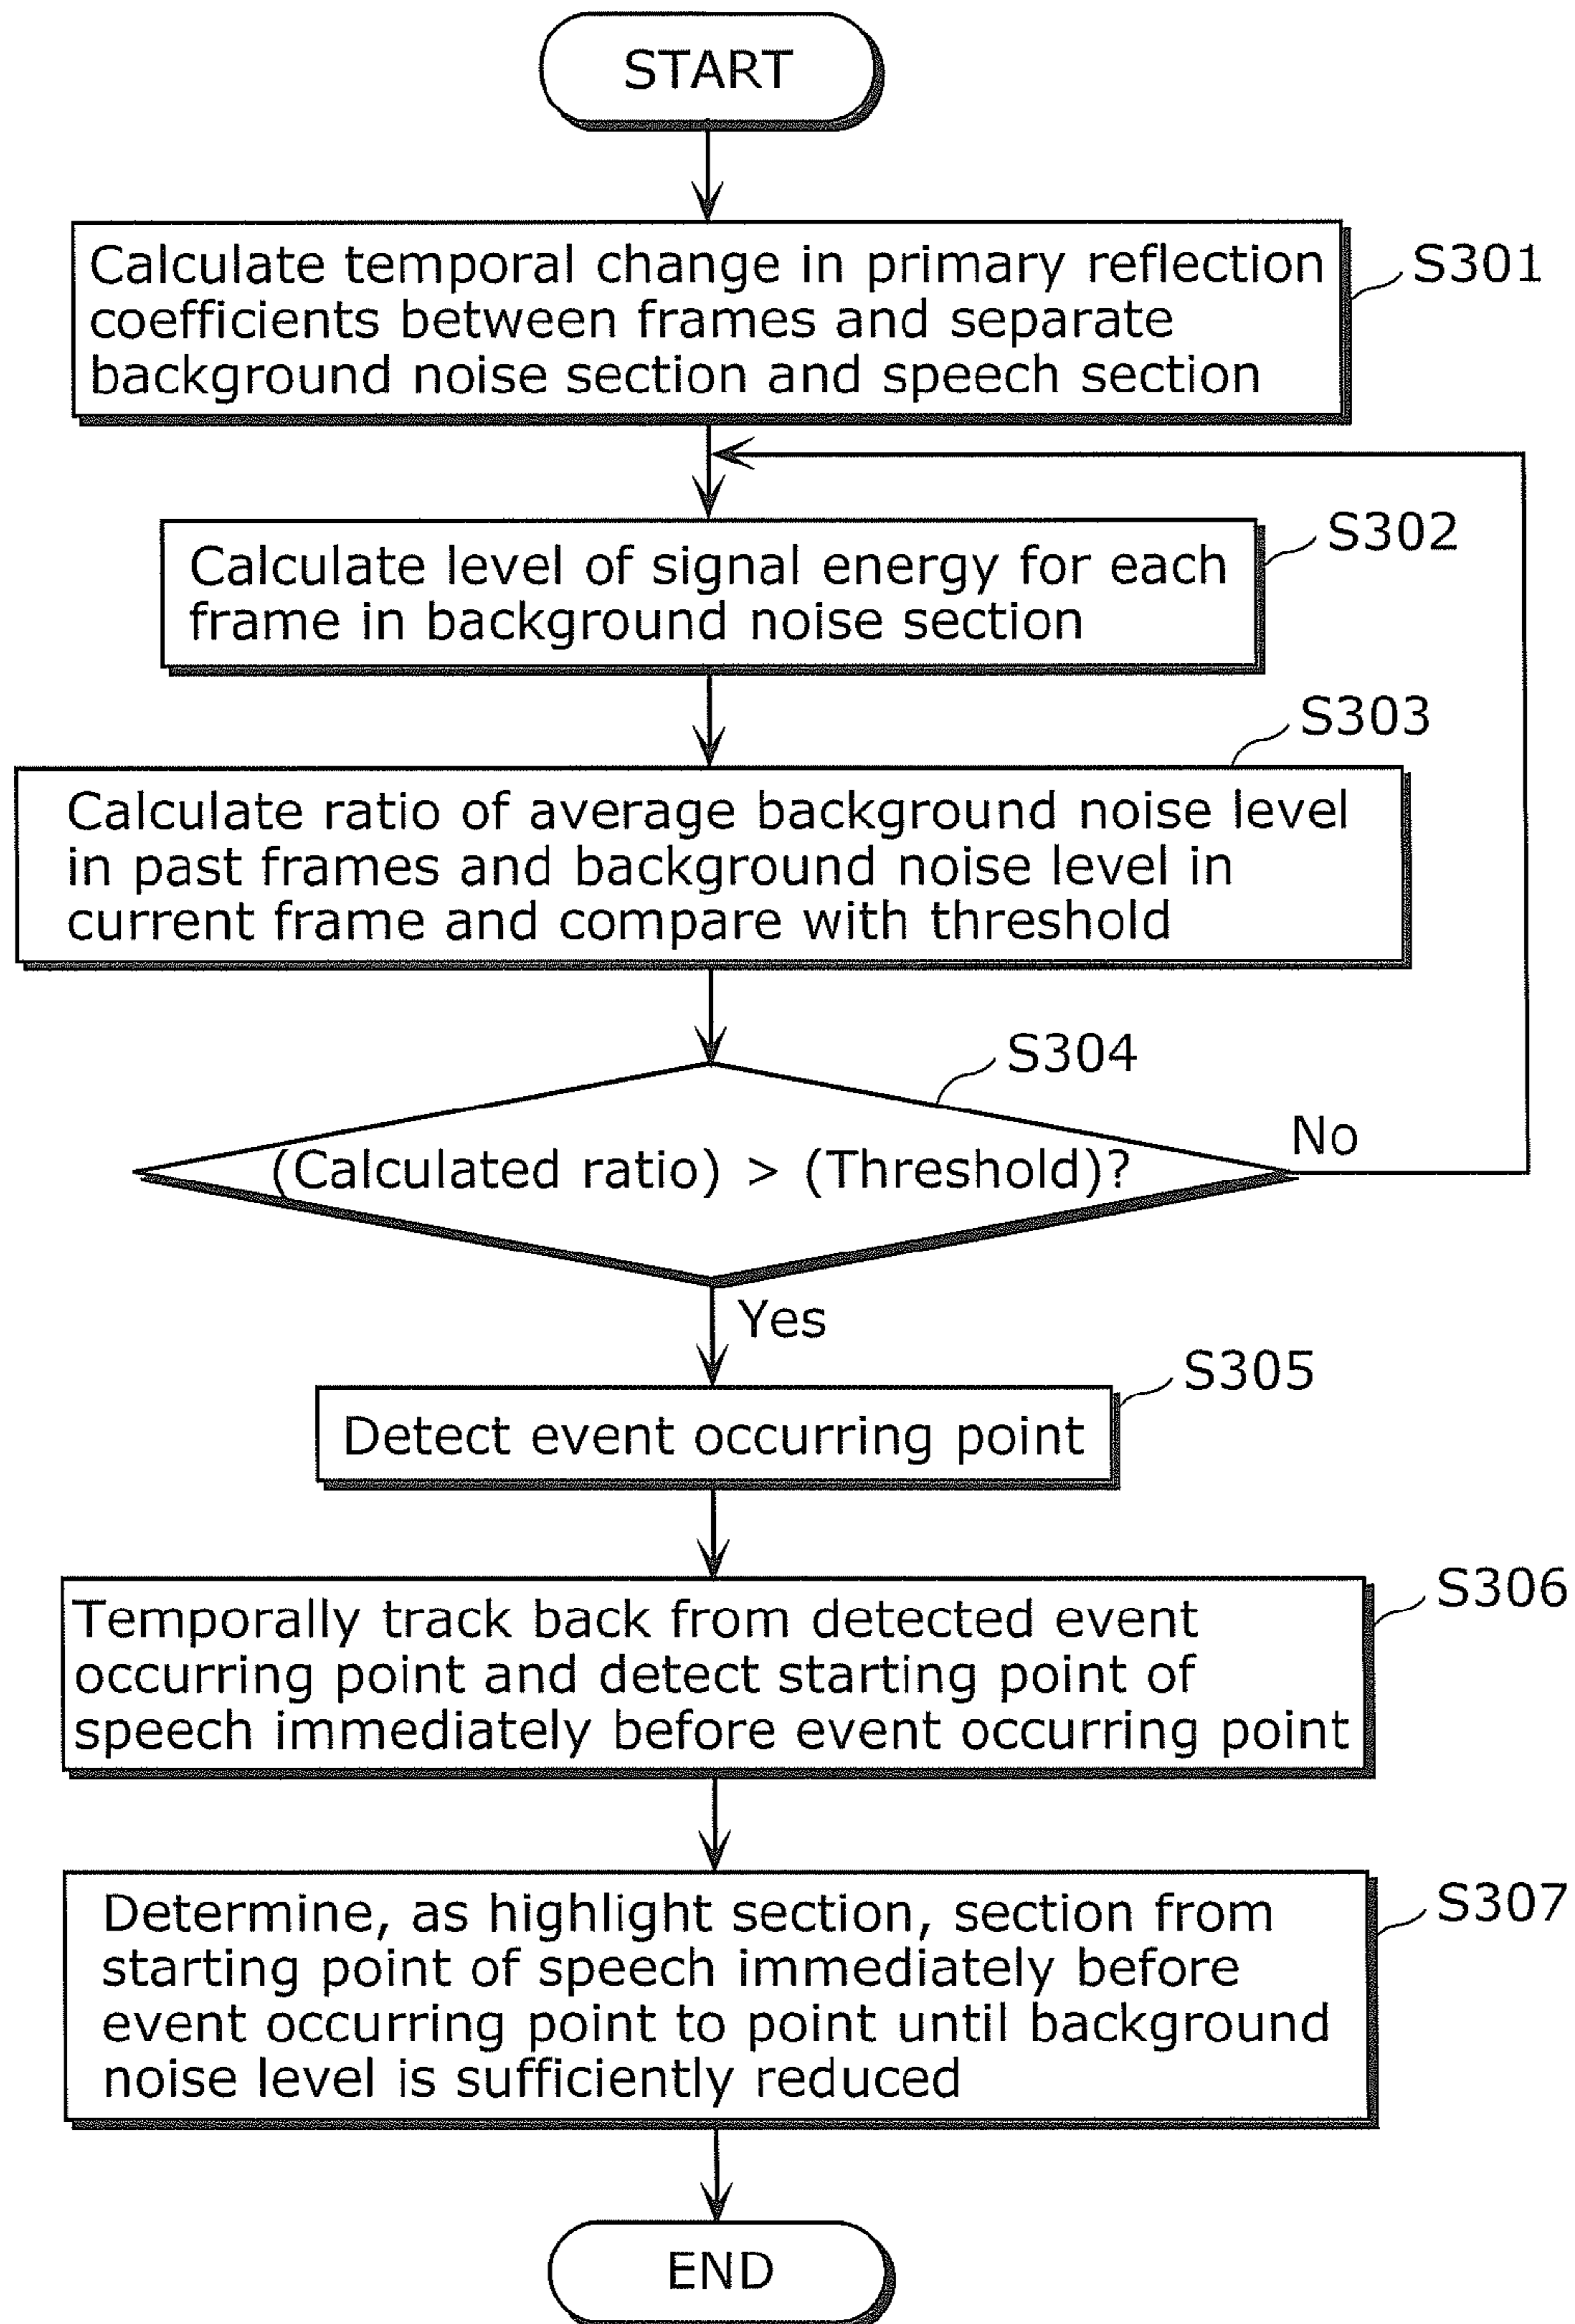 START
Calculate temporal change in primary reflection
coefficients between frames and separate
background noise section and speech section
S301
Calculate level of signal energy for each
frame in background noise section
S302
S303
Calculate ratio of average background noise level
in past frames and background noise level in
current frame and compare with threshold
S304
(Calculated ratio) > (Threshold)?
No
Yes
S305
Detect event occurring point
S306
Temporally track back from detected event
occurring point and detect starting point of
speech immediately before event occurring point
S307
Determine, as highlight section, section from
starting point of speech immediately before
event occurring point to point until background
noise level is sufficiently reduced
END